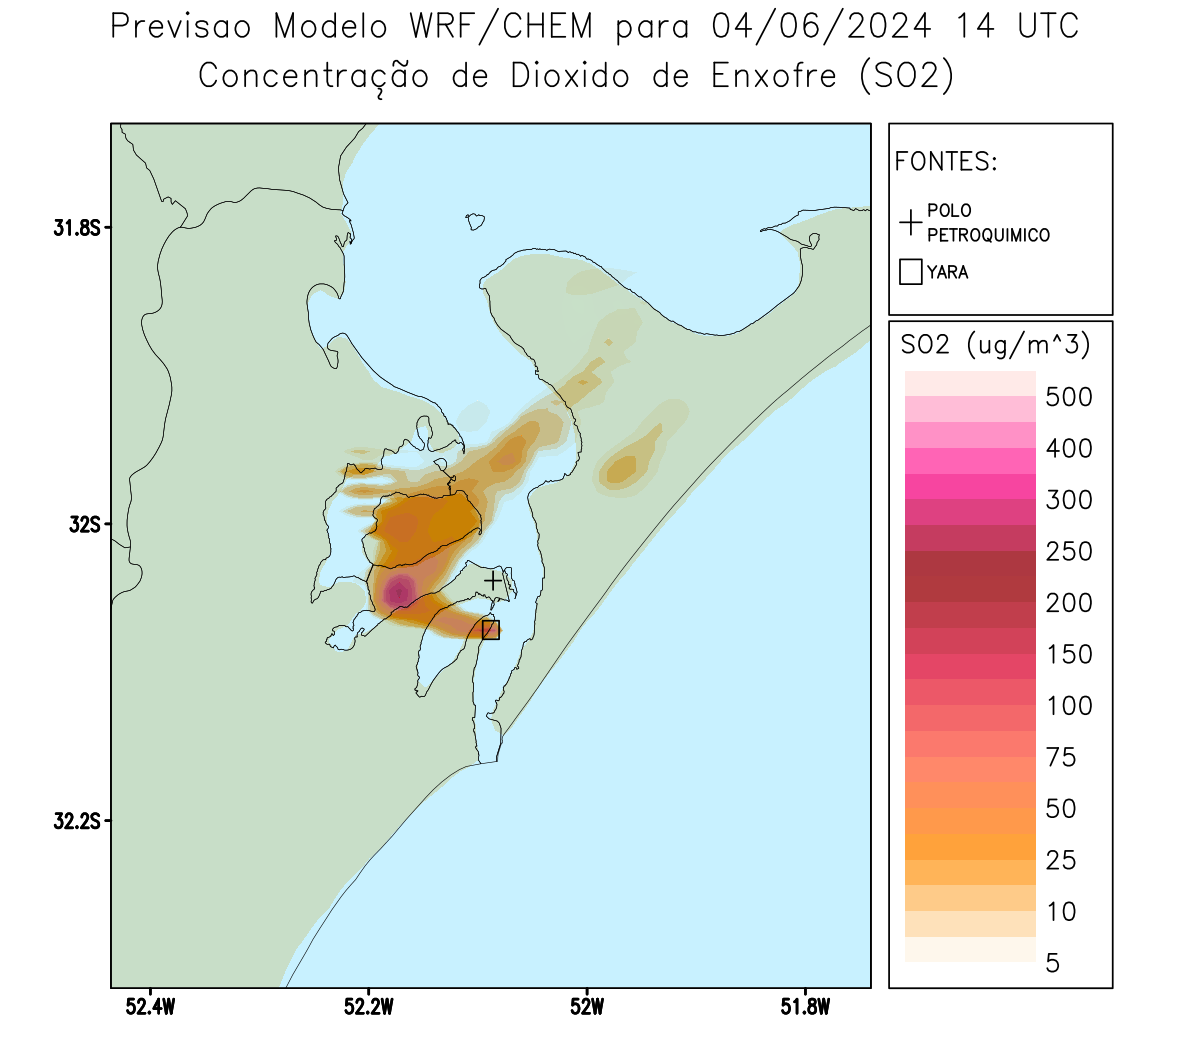 Previsao Modelo WRF/CHEM para 04/06/2024 14 UTC
Concentração de Dioxido de Enxofre (SO2)
FONTES:
POLO
PETROQUIMICO
YARA
SO2 (ug/m^3)
500
400
300
250
200
150
100
75
50
25
10
5
31.8S
32S
32.2S
52.4W
52.2W
52W
51.8W